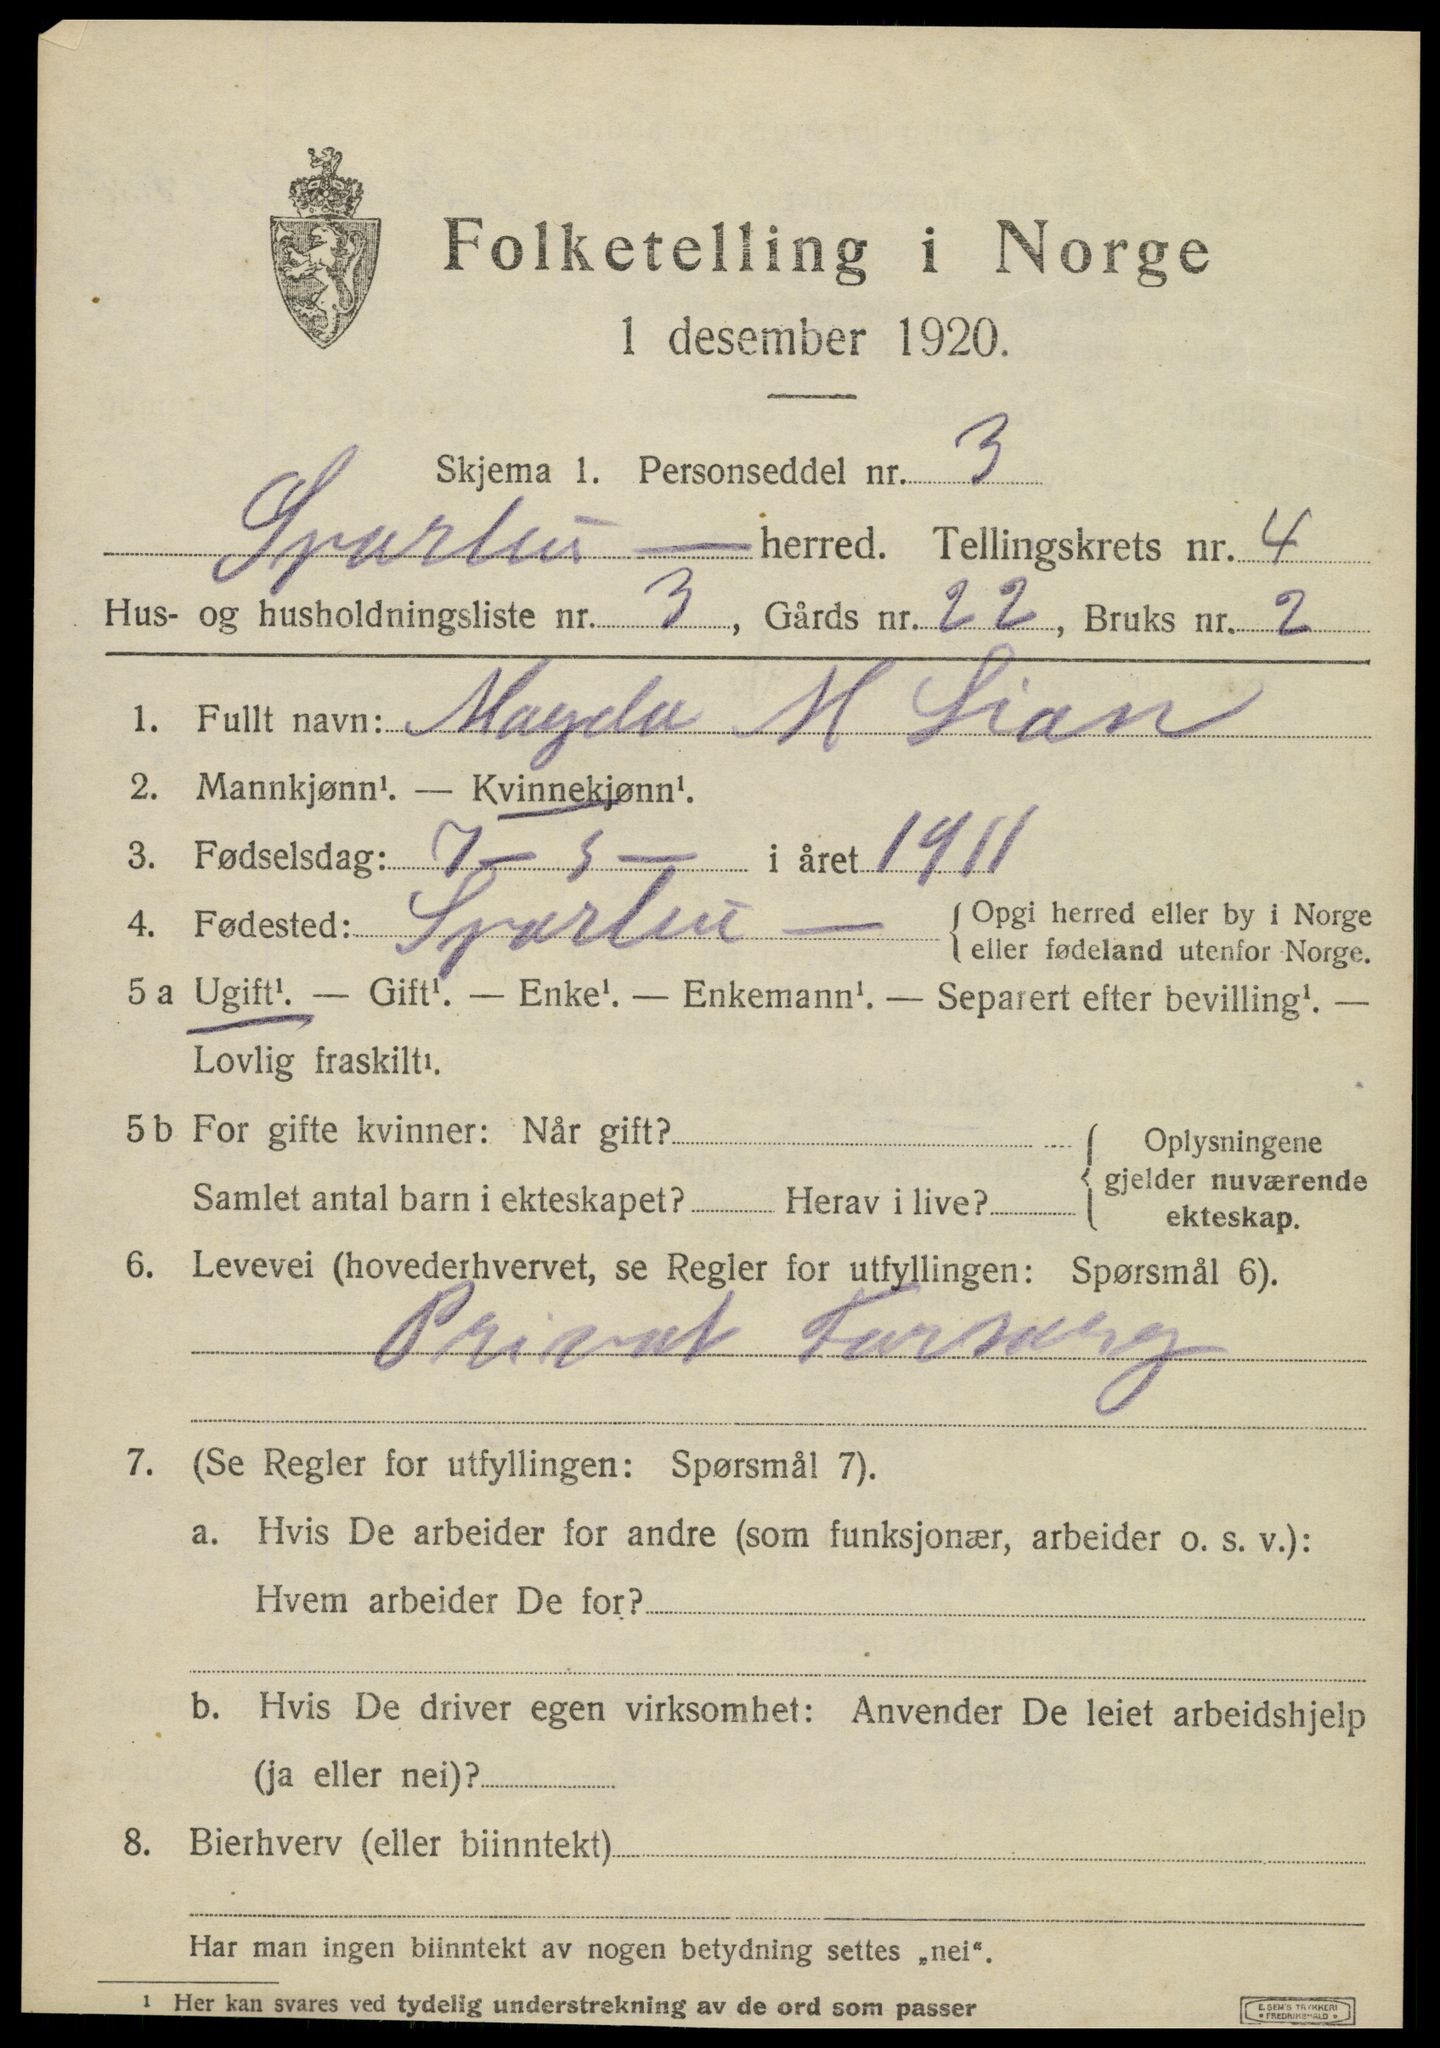 Folketelling i Norge
1 desember 1920.
Skjema 1. Personseddel nr. 3
Sparbu — herred. Tellingskrets nr. 4
Hus- og husholdningsliste nr. 3, Gårds nr. 22, Bruks nr. 2
1. Fullt navn: Magda M Lian
2. Mannkjønn¹. — Kvinnekjønn¹.
3. Fødselsdag: 7 — 5 — i året 1911
4. Fødested: Sparbu — { Opgi herred eller by i Norge
eller fødeland utenfor Norge.
5 a Ugift¹. — Gift¹. — Enke¹. — Enkemann¹. — Separert efter bevilling¹. —
Lovlig fraskilt¹.
5 b For gifte kvinner: Når gift? { Oplysningene
gjelder nuværende
ekteskap.
Samlet antal barn i ekteskapet? Herav i live?
6. Levevei (hovederhvervet, se Regler for utfyllingen: Spørsmål 6).
Privat Forsørg
7. (Se Regler for utfyllingen: Spørsmål 7).
a. Hvis De arbeider for andre (som funksjonær, arbeider o. s. v.):
Hvem arbeider De for?
b. Hvis De driver egen virksomhet: Anvender De leiet arbeidshjelp
(ja eller nei)?
8. Bierhverv (eller biinntekt)
Har man ingen biinntekt av nogen betydning settes „nei“.
¹ Her kan svares ved tydelig understrekning av de ord som passer
E. SEM'S TRYKKERI
• FREDRIKSHALD •